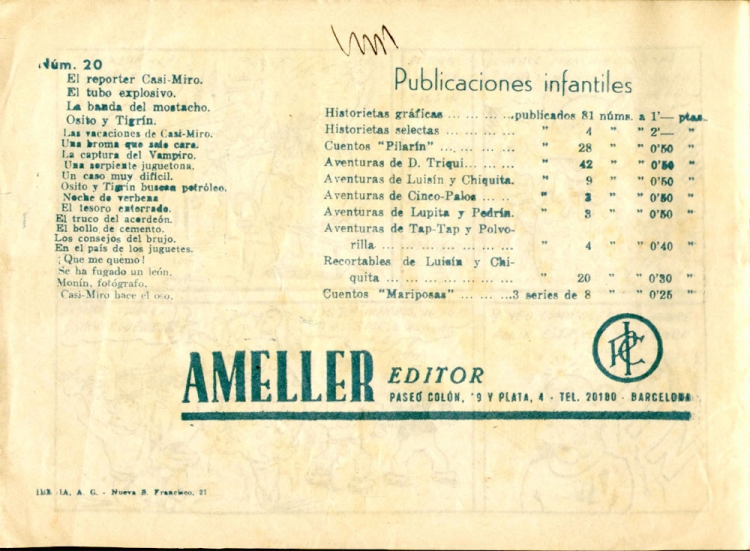 Núm. 20
El reporter Casi-Miro.
El tubo explosivo.
La banda del mostacho.
Osito y Tigrín.
Las vacaciones de Casi-Miro.
Una broma que sale cara.
La captura del Vampiro.
Una serpiente juguetona.
Un caso muy difícil.
Osito y Tigrín buscan petróleo.
Noche de verbena
El tesoro enterrado.
El truco del acordeón.
El bollo de cemento.
Los consejos del brujo.
En el país de los juguetes.
¡Que me quemo!
Se ha fugado un león.
Monín, fotógrafo.
Casi-Miro hace el oso.
Publicaciones infantiles
Historietas gráficas ... ... ... ..publicados 81 núms. a 1'— ptas.
Historietas selectas ... ... ... ... " 4 " " 2'— "
Cuentos "Pilarín" ... ... ... ... " 28 " " 0'50 "
Aventuras de D. Triqui... ... ... " 42 " " 0'50 "
Aventuras de Luisín y Chiquita. " 9 " " 0'50 "
Aventuras de Cinco-Palos ... ... " 3 " " 0'50 "
Aventuras de Lupita y Pedrín. " 3 " " 0'50 "
Aventuras de Tap-Tap y Polvo-
rilla ... ... ... ... ... ... ... ... " 4 " " 0'40 "
Recortables de Luisín y Chi-
quita ... ... ... ... ... ... ... " 20 " " 0'30 "
Cuentos "Mariposas" ... ... ...3 series de 8 " " 0'25 "
AMELLER EDITOR
PASEO COLÓN, 9 Y PLATA, 4 - TEL. 20180 - BARCELONA
A. G. - Nueva S. Francisco, 21